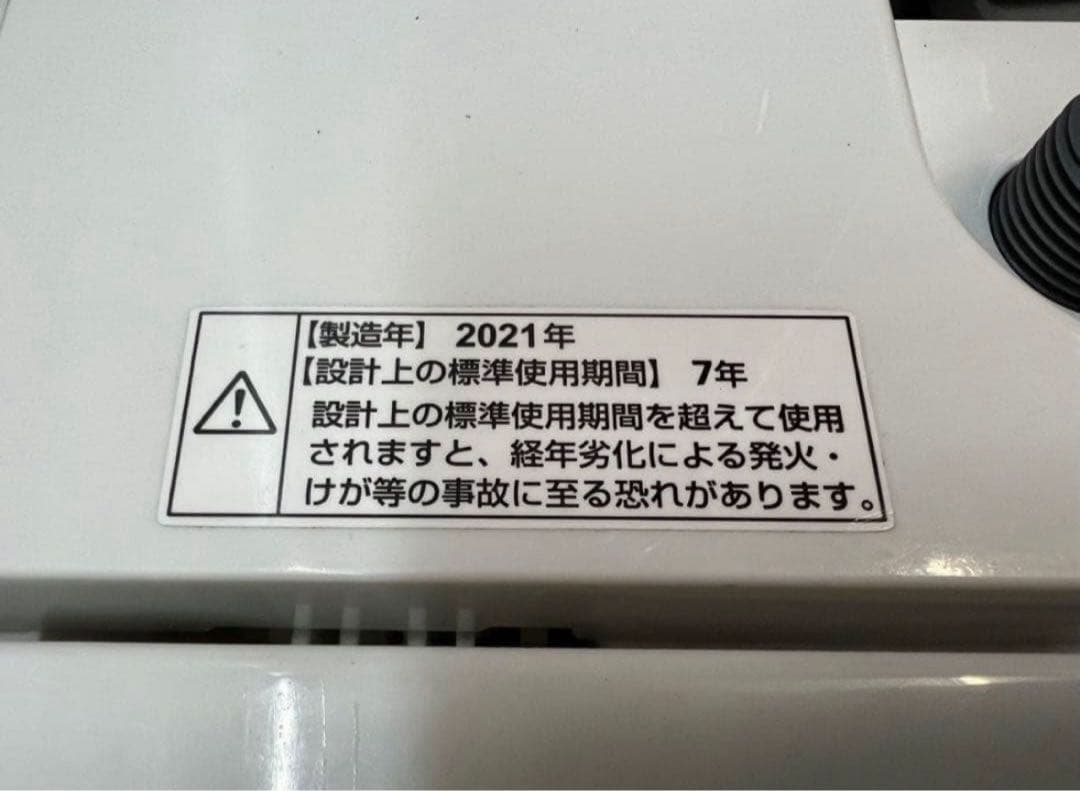 【製造年】 2021年
【設計上の標準使用期間】 7年
設計上の標準使用期間を超えて使用
されますと、経年劣化による発火・
けが等の事故に至る恐れがあります。